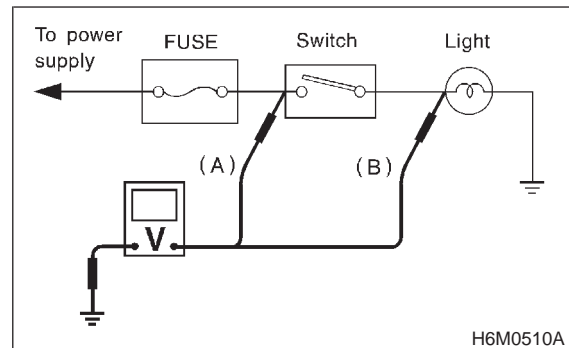 To power
supply
FUSE
Switch
Light
(A)
(B)
V
H6M0510A